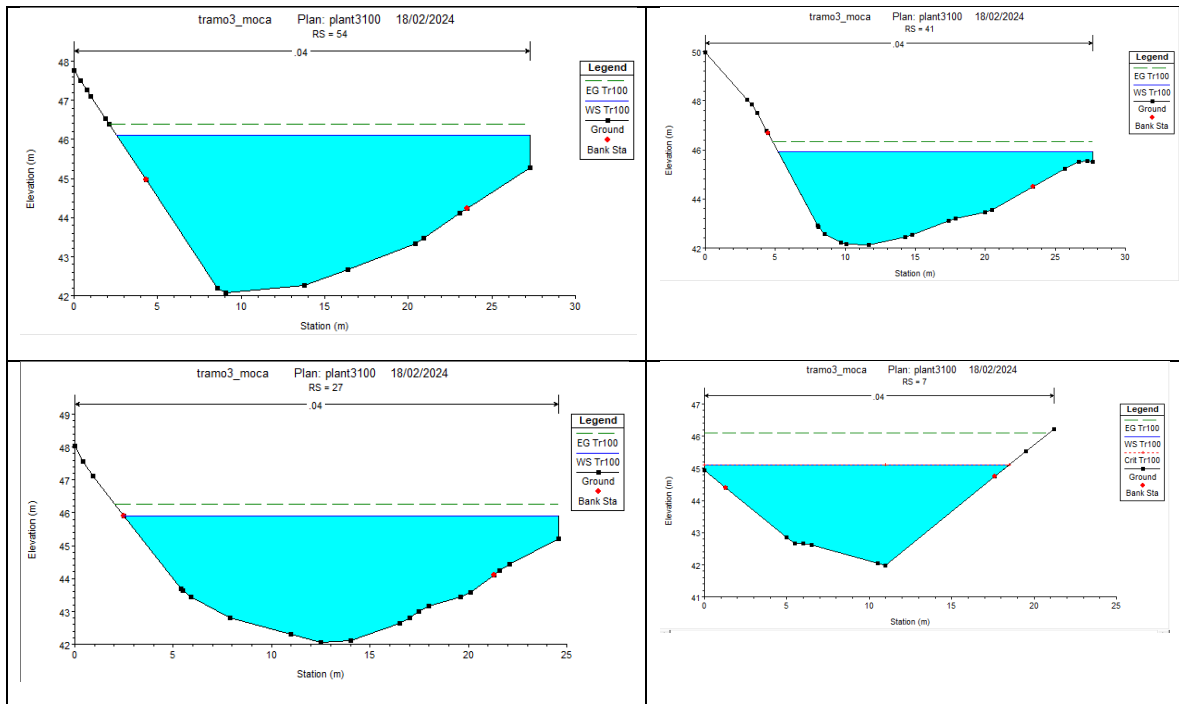 tramo3_moca Plan: plant3100 18/02/2024
RS = 54
.04
48
47
46
45
44
43
42
Elevation (m)
0 5 10 15 20 25 30
Station (m)
Legend
EG Tr100
WS Tr100
Ground
Bank Sta
tramo3_moca Plan: plant3100 18/02/2024
RS = 41
.04
50
48
46
44
42
Elevation (m)
0 5 10 15 20 25 30
Station (m)
Legend
EG Tr100
WS Tr100
Ground
Bank Sta
tramo3_moca Plan: plant3100 18/02/2024
RS = 27
.04
49
48
47
46
45
44
43
42
Elevation (m)
0 5 10 15 20 25
Station (m)
Legend
EG Tr100
WS Tr100
Ground
Bank Sta
tramo3_moca Plan: plant3100 18/02/2024
RS = 7
.04
47
46
45
44
43
42
41
Elevation (m)
0 5 10 15 20 25
Station (m)
Legend
EG Tr100
WS Tr100
Crit Tr100
Ground
Bank Sta